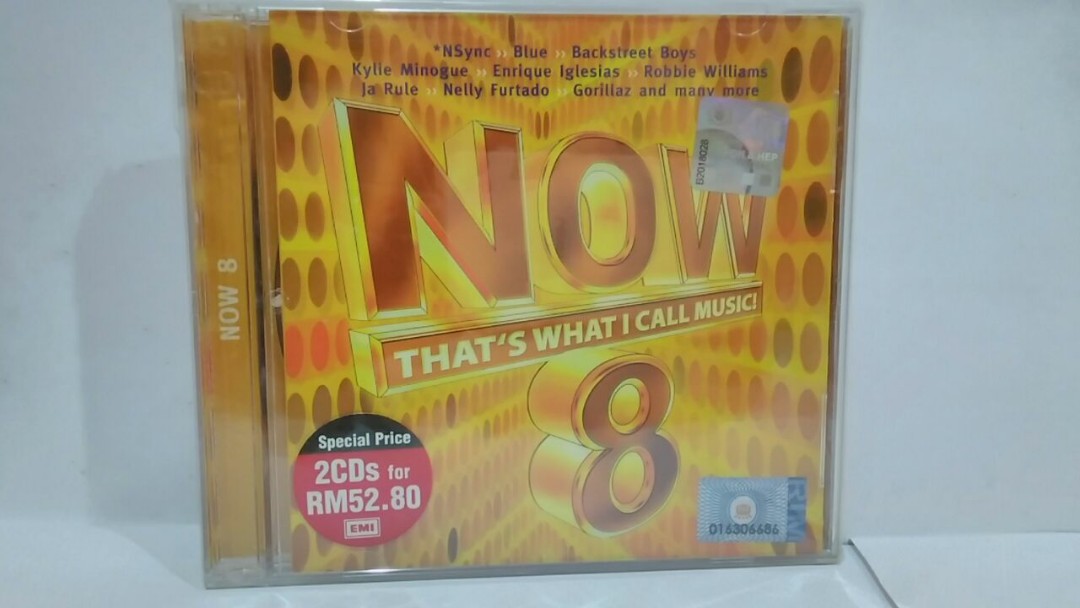 *NSync » Blue » Backstreet Boys
Kylie Minogue » Enrique Iglesias » Robbie Williams
Ja Rule » Nelly Furtado » Gorillaz and many more
NOW
THAT'S WHAT I CALL MUSIC!
8
NOW 8
HEP
Special Price
2CDs for
RM52.80
EMI
016306686